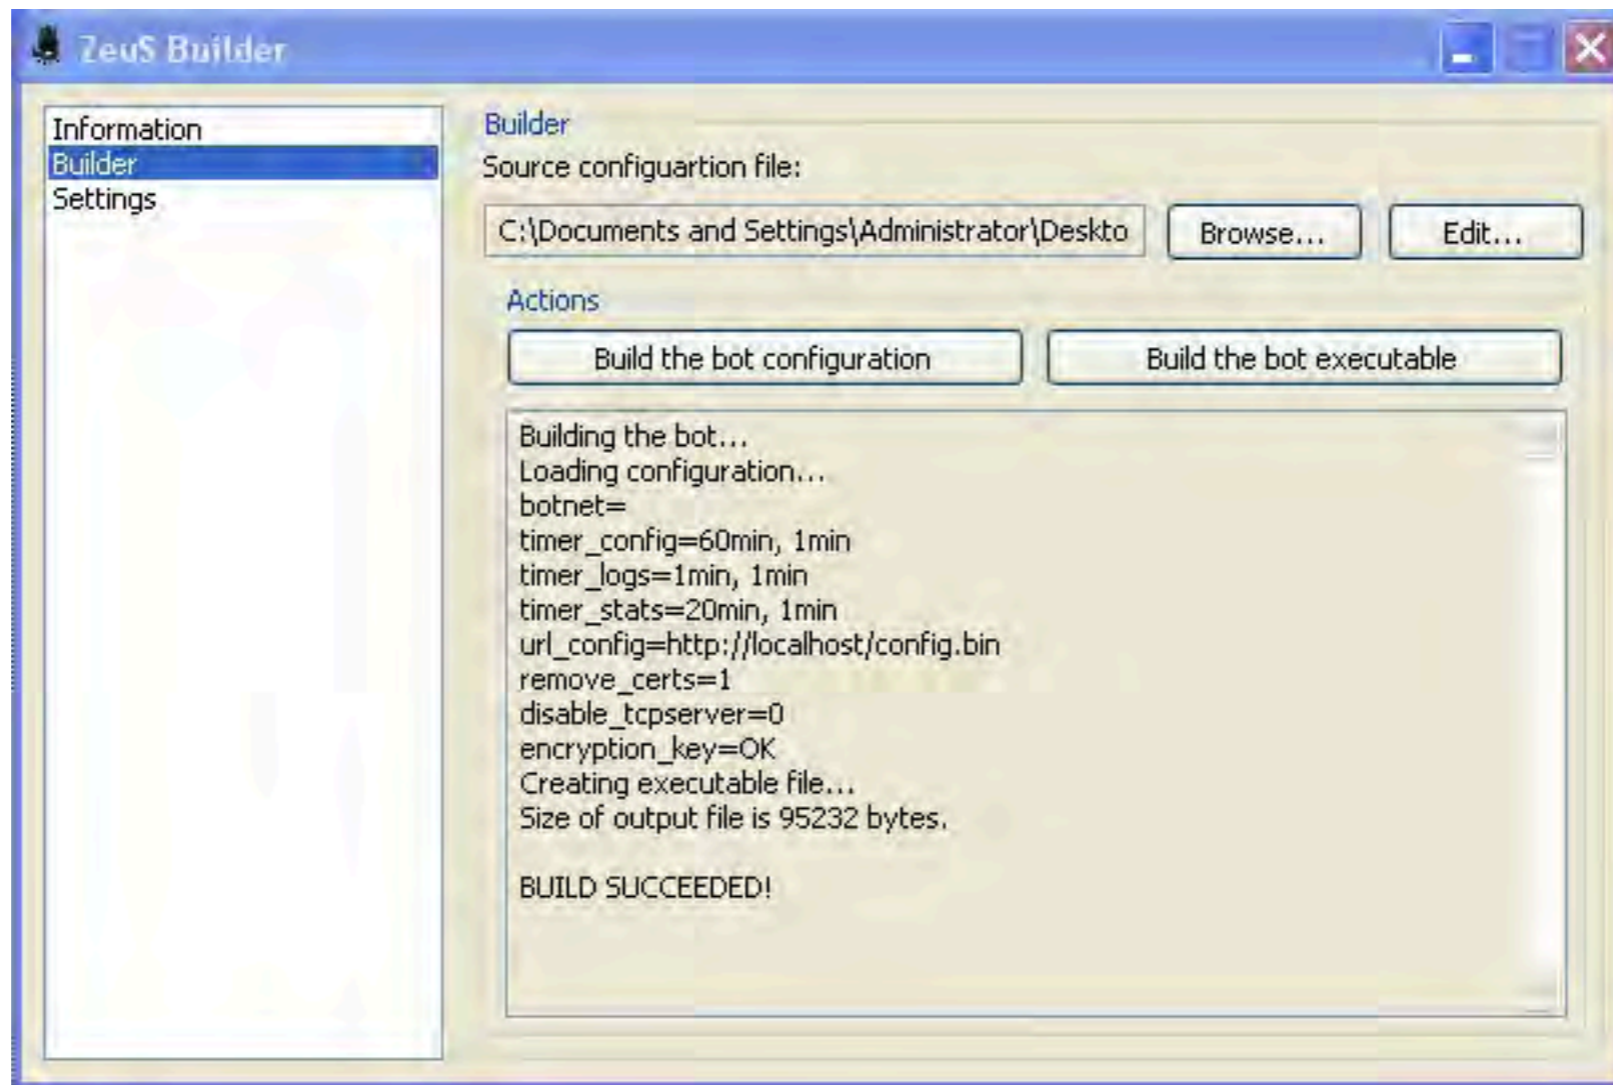 ZeuS Builder
Information
Builder
Settings
Builder
Source configuartion file:
C:\Documents and Settings\Administrator\Deskto
Browse...
Edit...
Actions
Build the bot configuration
Build the bot executable
Building the bot...
Loading configuration...
botnet=
timer_config=60min, 1min
timer_logs=1min, 1min
timer_stats=20min, 1min
url_config=http://localhost/config.bin
remove_certs=1
disable_tcpserver=0
encryption_key=OK
Creating executable file...
Size of output file is 95232 bytes.
BUILD SUCCEEDED!